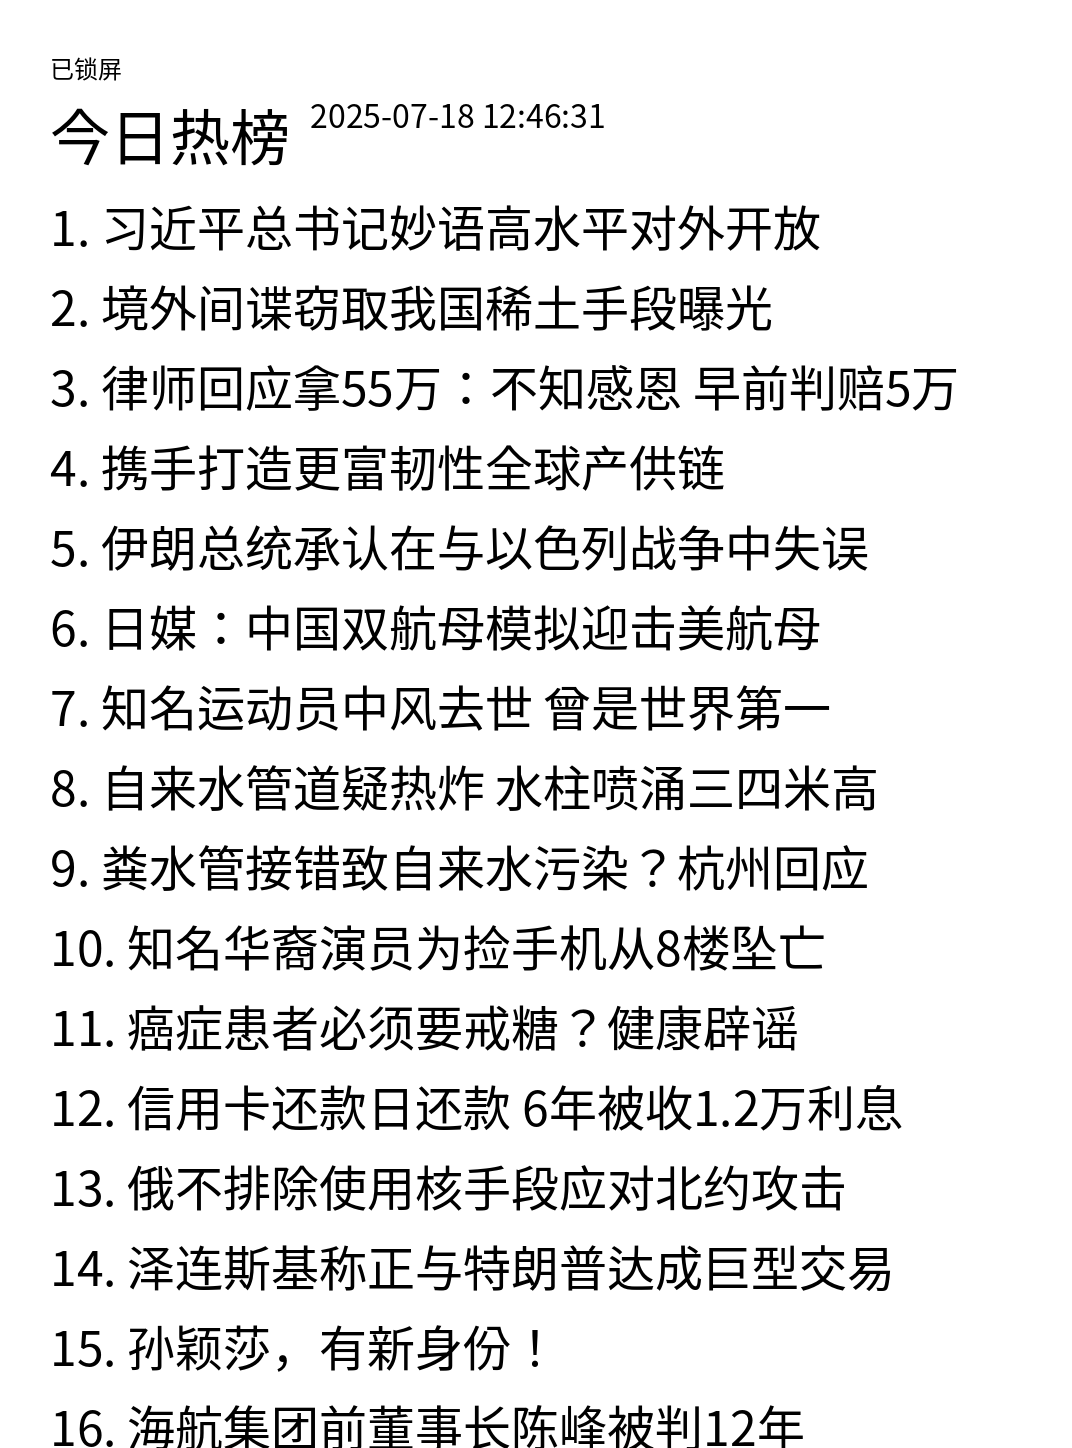 已锁屏
今日热榜 2025-07-18 12:46:31
1. 习近平总书记妙语高水平对外开放
2. 境外间谍窃取我国稀土手段曝光
3. 律师回应拿55万：不知感恩 早前判赔5万
4. 携手打造更富韧性全球产供链
5. 伊朗总统承认在与以色列战争中失误
6. 日媒：中国双航母模拟迎击美航母
7. 知名运动员中风去世 曾是世界第一
8. 自来水管道疑热炸 水柱喷涌三四米高
9. 粪水管接错致自来水污染？杭州回应
10. 知名华裔演员为捡手机从8楼坠亡
11. 癌症患者必须要戒糖？健康辟谣
12. 信用卡还款日还款 6年被收1.2万利息
13. 俄不排除使用核手段应对北约攻击
14. 泽连斯基称正与特朗普达成巨型交易
15. 孙颖莎，有新身份！
16. 海航集团前董事长陈峰被判12年